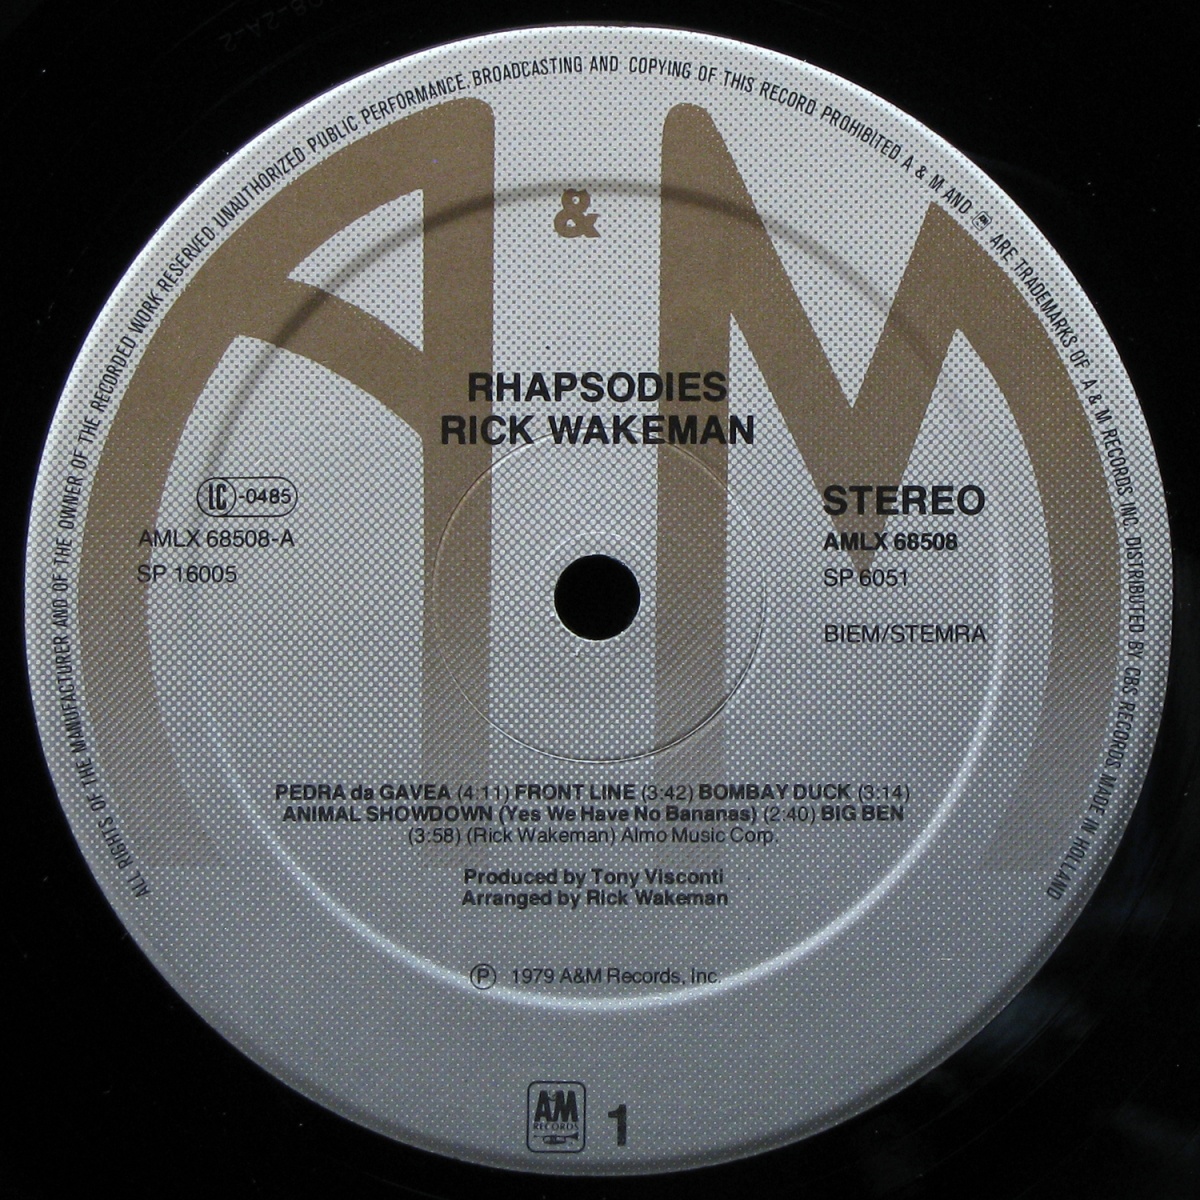 ALL RIGHTS OF THE MANUFACTURER AND OF THE OWNER OF THE RECORDED WORK RESERVED UNAUTHORIZED PUBLIC PERFORMANCE, BROADCASTING AND COPYING OF THIS RECORD PROHIBITED A & M AND ARE TRADEMARKS OF A & M RECORDS INC. DISTRIBUTED BY CBS RECORDS MADE IN HOLLAND
A & M
RHAPSODIES
RICK WAKEMAN
LC-0485
AMLX 68508-A
SP 16005
STEREO
AMLX 68508
SP 6051
BIEM/STEMRA
PEDRA da GAVEA (4:11) FRONT LINE (3:42) BOMBAY DUCK (3:14)
ANIMAL SHOWDOWN (Yes We Have No Bananas) (2:40) BIG BEN
(3:58) (Rick Wakeman) Almo Music Corp.
Produced by Tony Visconti
Arranged by Rick Wakeman
Ⓟ 1979 A&M Records, Inc.
AM
RECORDS
1